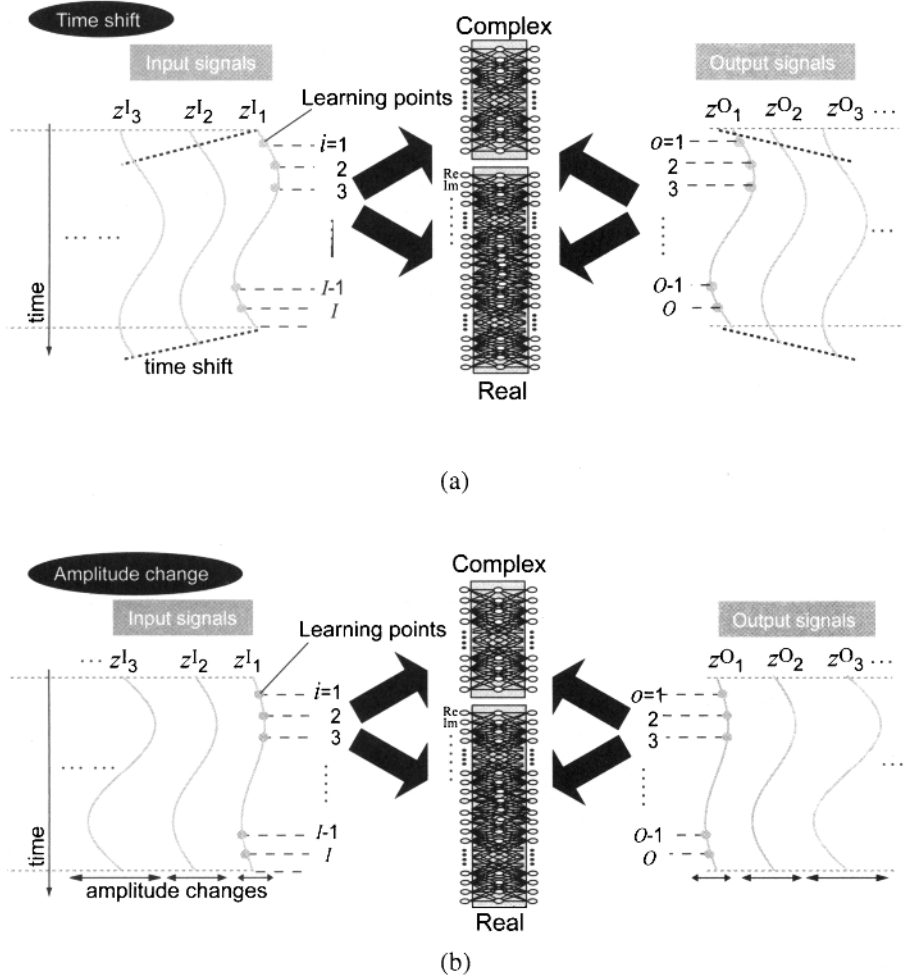 Time shift
Complex
Input signals
Output signals
zI3 zI2 zI1
Learning points
zO1 zO2 zO3 ...
i=1
2
3
I-1
I
Re
Im
o=1
2
3
O-1
O
time
time shift
Real
(a)
Amplitude change
Complex
Input signals
Output signals
... zI3 zI2 zI1
Learning points
zO1 zO2 zO3 ...
i=1
2
3
I-1
I
Re
Im
o=1
2
3
O-1
O
time
amplitude changes
Real
(b)